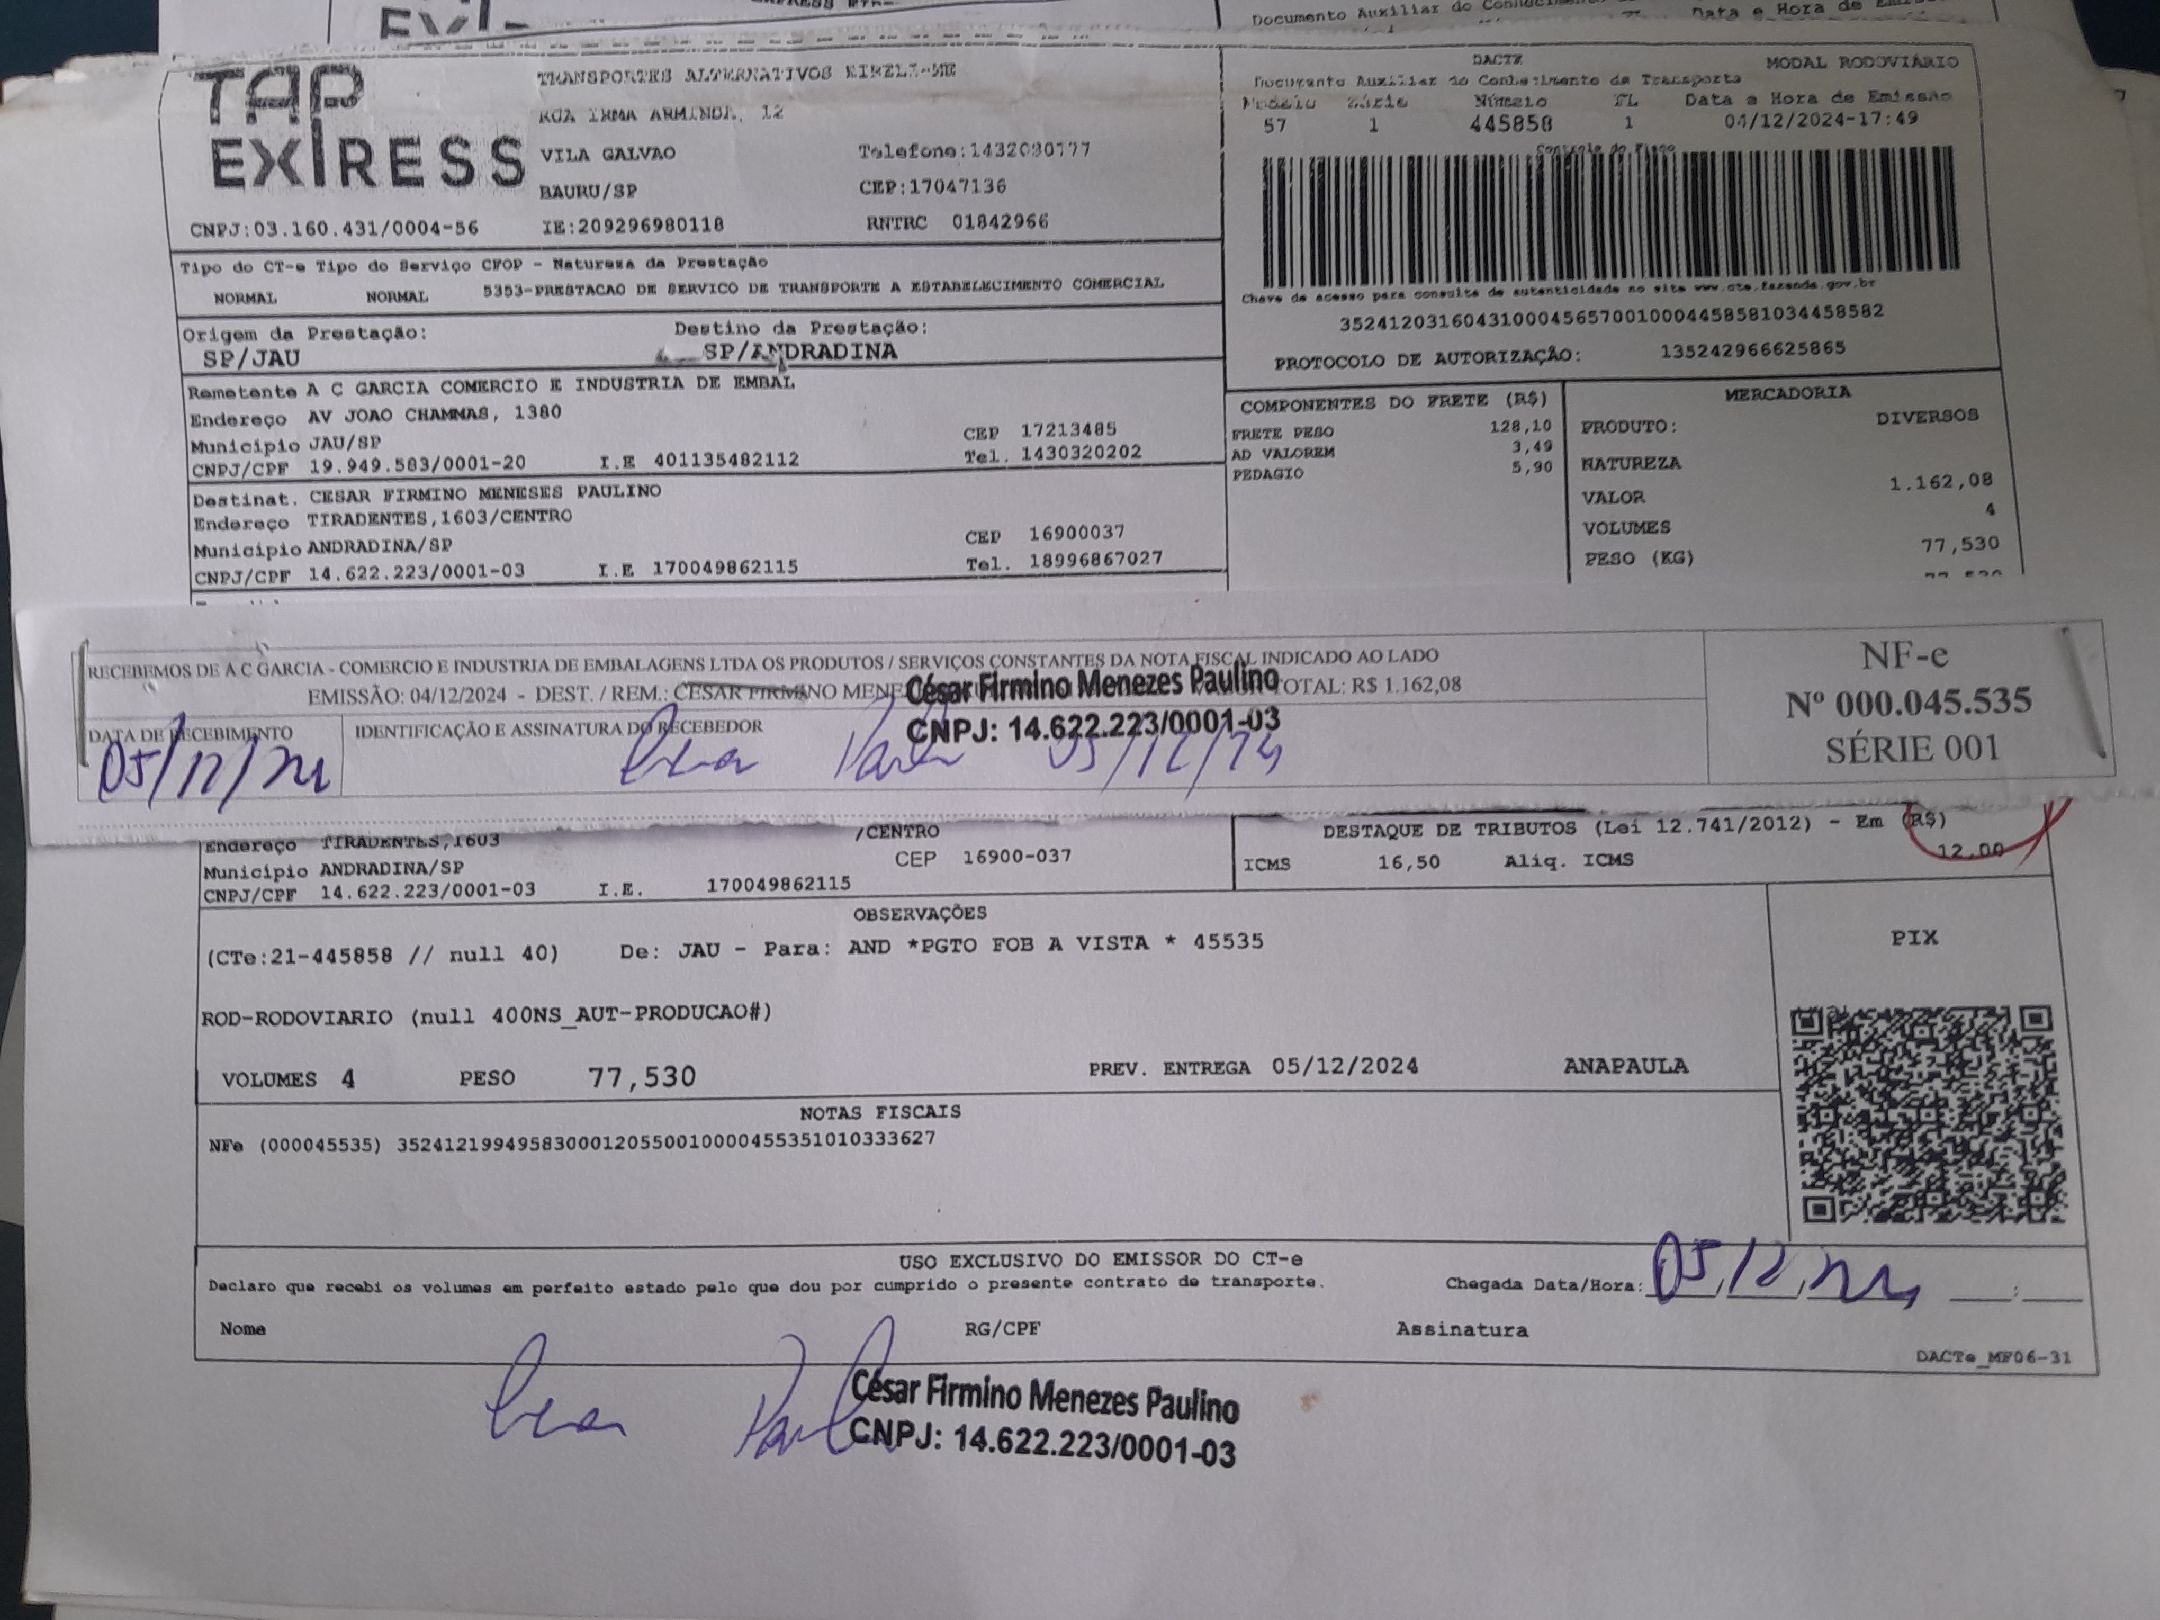 Documento Auxiliar do Conhecimento
Data e Hora de
TAP
EXPRESS
TRANSPORTES ALTERNATIVOS EIRELI-ME
RUA IRMA ARMINDA, 12
VILA GALVAO Telefone:1432030777
BAURU/SP CEP:17047136
CNPJ:03.160.431/0004-56 IE:209296980118 RNTRC 01842966
DACTE MODAL RODOVIÁRIO
Documento Auxiliar do Conhecimento de Transporte
Modelo Série Número FL Data e Hora de Emissão
57 1 445858 1 04/12/2024-17:49
Controle do Fisco
Chave de acesso para consulta de autenticidade no site www.cte.fazenda.gov.br
35241203160431000456570010004458581034458582
PROTOCOLO DE AUTORIZAÇÃO: 135242966625865
Tipo do CT-e Tipo do Serviço CFOP - Natureza da Prestação
NORMAL NORMAL 5353-PRESTACAO DE SERVICO DE TRANSPORTE A ESTABELECIMENTO COMERCIAL
Origem da Prestação: Destino da Prestação:
SP/JAU SP/ANDRADINA
Remetente A C GARCIA COMERCIO E INDUSTRIA DE EMBAL
Endereço AV JOAO CHAMMAS, 1380
Município JAU/SP CEP 17213485
CNPJ/CPF 19.949.583/0001-20 I.E 401135482112 Tel. 1430320202
Destinat. CESAR FIRMINO MENESES PAULINO
Endereço TIRADENTES,1603/CENTRO
Município ANDRADINA/SP CEP 16900037
CNPJ/CPF 14.622.223/0001-03 I.E 170049862115 Tel. 18996867027
COMPONENTES DO FRETE (R$)
FRETE PESO 128,10
AD VALOREM 3,49
PEDAGIO 5,90
MERCADORIA
PRODUTO: DIVERSOS
NATUREZA
VALOR 1.162,08
VOLUMES 4
PESO (KG) 77,530
RECEBEMOS DE A C GARCIA - COMERCIO E INDUSTRIA DE EMBALAGENS LTDA OS PRODUTOS / SERVIÇOS CONSTANTES DA NOTA FISCAL INDICADO AO LADO
EMISSÃO: 04/12/2024 - DEST. / REM.: CESAR FIRMINO TOTAL: R$ 1.162,08
César Firmino Menezes Paulino
CNPJ: 14.622.223/0001-03
DATA DE RECEBIMENTO IDENTIFICAÇÃO E ASSINATURA DO RECEBEDOR
05/12/24 05/12/24
NF-e
Nº 000.045.535
SÉRIE 001
Endereço TIRADENTES,1603 /CENTRO
Município ANDRADINA/SP CEP 16900-037
CNPJ/CPF 14.622.223/0001-03 I.E. 170049862115
DESTAQUE DE TRIBUTOS (Lei 12.741/2012) - Em (R$)
ICMS 16,50 Aliq. ICMS 12,00
OBSERVAÇÕES
(CTe:21-445858 // null 40) De: JAU - Para: AND *PGTO FOB A VISTA * 45535
ROD-RODOVIARIO (null 400NS_AUT-PRODUCAO#)
VOLUMES 4 PESO 77,530 PREV. ENTREGA 05/12/2024 ANAPAULA
PIX
NOTAS FISCAIS
NFe (000045535) 35241219949583000120550010000455351010333627
USO EXCLUSIVO DO EMISSOR DO CT-e
Declaro que recebi os volumes em perfeito estado pelo que dou por cumprido o presente contrato de transporte. Chegada Data/Hora: 05/12/24
Nome RG/CPF Assinatura
DACTe_MF06-31
César Firmino Menezes Paulino
CNPJ: 14.622.223/0001-03